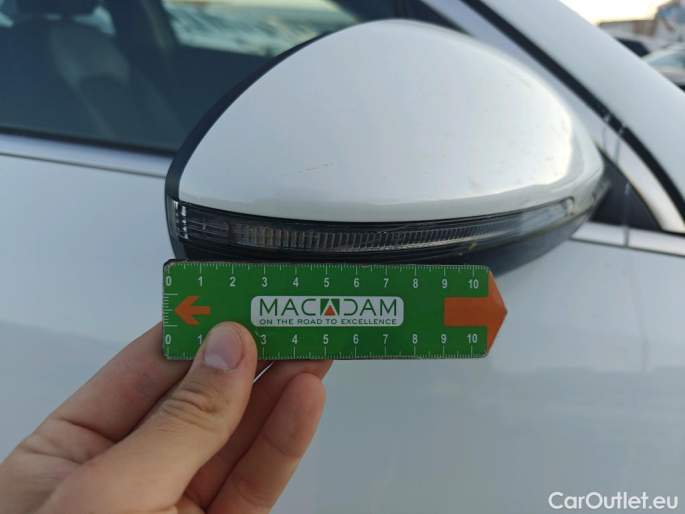 0 1 2 3 4 5 6 7 8 9 10
MACADAM
ON THE ROAD TO EXCELLENCE
0 1 3 4 5 6 7 8 9 10
CarOutlet.eu